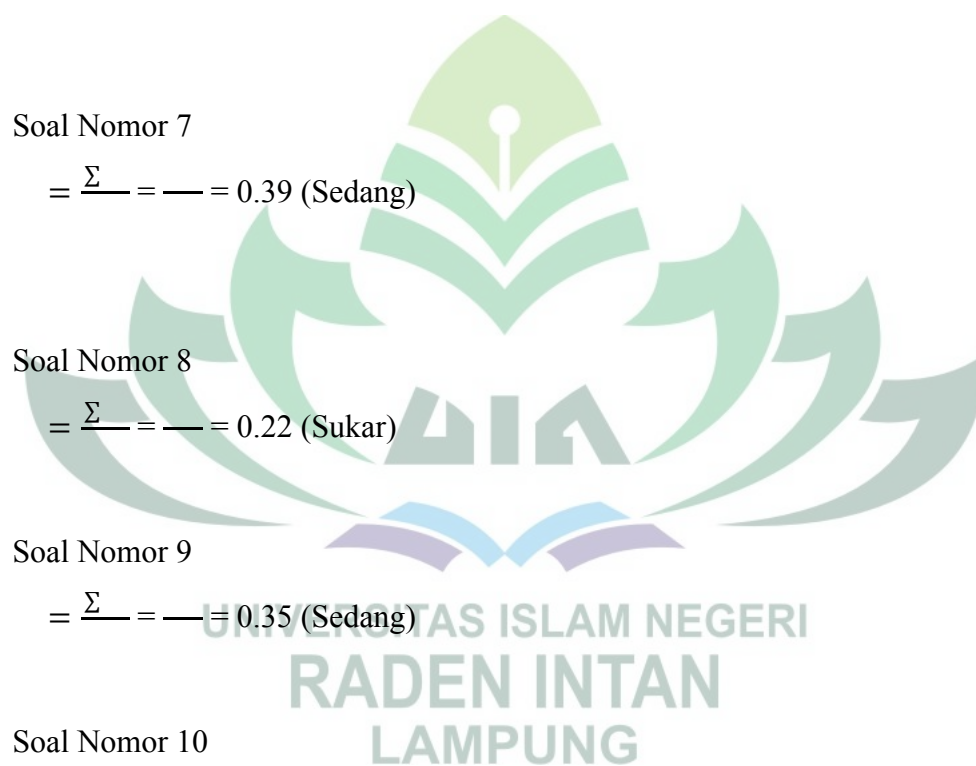 Soal Nomor 7
= Σ = = 0.39 (Sedang)
Soal Nomor 8
= Σ = = 0.22 (Sukar)
UIN
Soal Nomor 9
= Σ = = 0.35 (Sedang)
UNIVERSITAS ISLAM NEGERI
RADEN INTAN
Soal Nomor 10
LAMPUNG